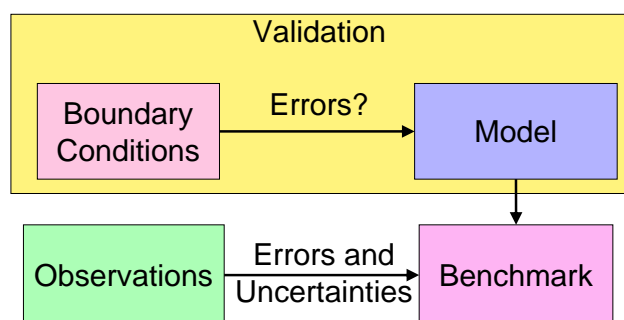 Validation
Boundary
Conditions
Errors?
Model
Observations
Errors and
Uncertainties
Benchmark